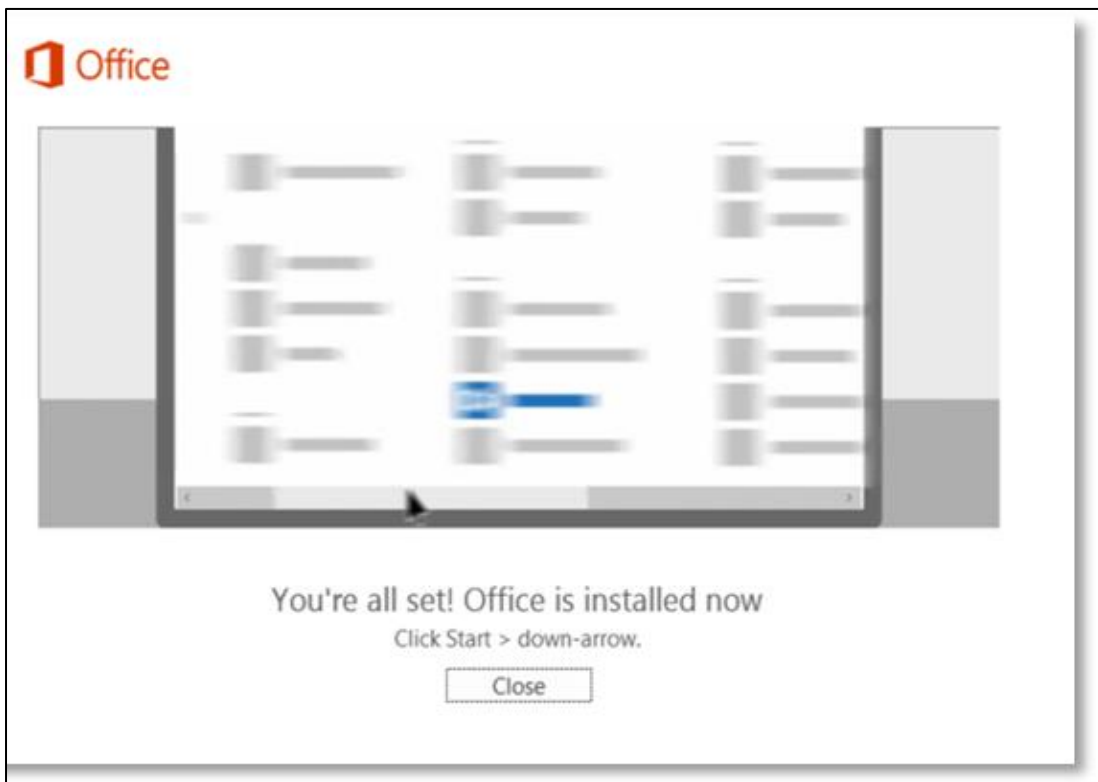 Office
You're all set! Office is installed now
Click Start > down-arrow.
Close